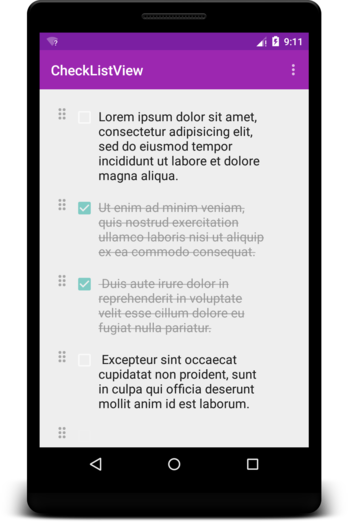 9:11
CheckListView
Lorem ipsum dolor sit amet,
consectetur adipisicing elit,
sed do eiusmod tempor
incididunt ut labore et dolore
magna aliqua.
Ut enim ad minim veniam,
quis nostrud exercitation
ullamco laboris nisi ut aliquip
ex ea commodo consequat.
Duis aute irure dolor in
reprehenderit in voluptate
velit esse cillum dolore eu
fugiat nulla pariatur.
Excepteur sint occaecat
cupidatat non proident, sunt
in culpa qui officia deserunt
mollit anim id est laborum.